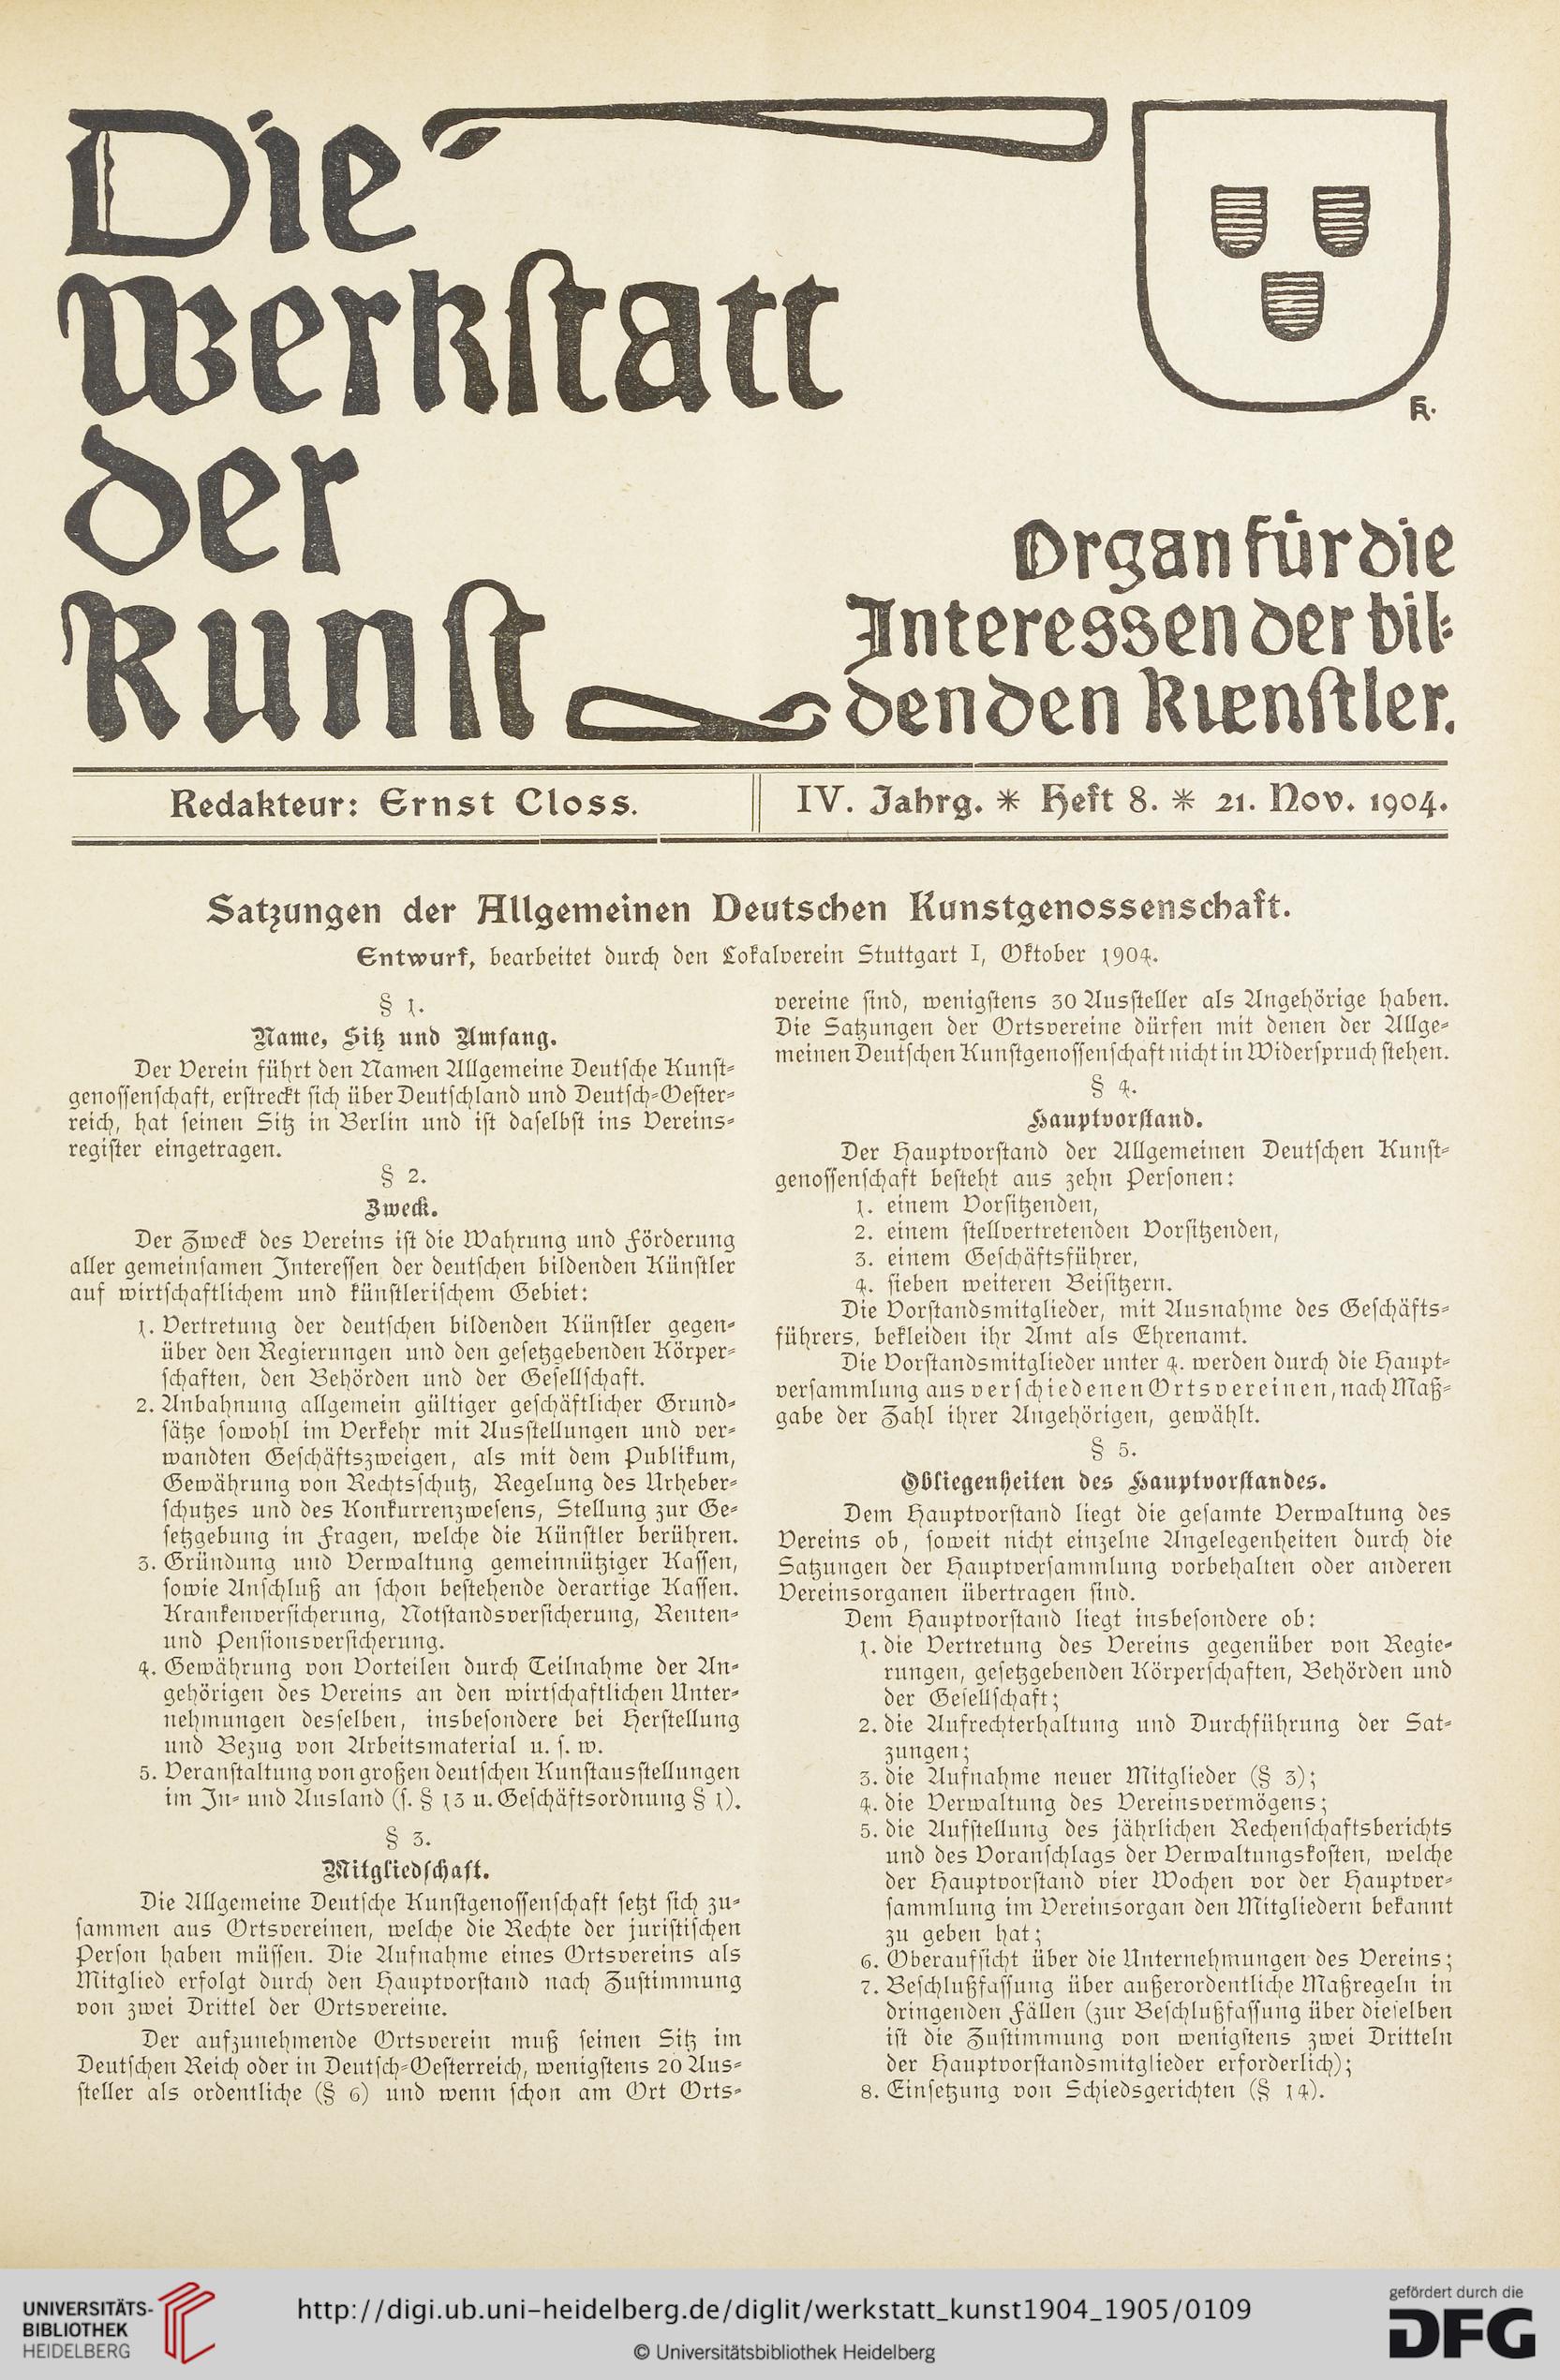 Die
Werkstatt
der
Kunst
Organ für die
Interessen der bil⸗
denden Kuenstler.
Redakteur: Ernst Closs.
IV. Jahrg. ✳ Heft 8. ✳ 21. Nov. 1904.
Satzungen der Allgemeinen Deutschen Kunstgenossenschaft.
Entwurf, bearbeitet durch den Lokalverein Stuttgart I, Oktober 1904.
§ 1.
Name, Sitz und Umfang.
Der Verein führt den Namen Allgemeine Deutsche Kunst⸗
genossenschaft, erstreckt sich über Deutschland und Deutsch⸗Oester⸗
reich, hat seinen Sitz in Berlin und ist daselbst ins Vereins⸗
register eingetragen.
§ 2.
Zweck.
Der Zweck des Vereins ist die Wahrung und Förderung
aller gemeinsamen Interessen der deutschen bildenden Künstler
auf wirtschaftlichem und künstlerischem Gebiet:
1. Vertretung der deutschen bildenden Künstler gegen⸗
über den Regierungen und den gesetzgebenden Körper⸗
schaften, den Behörden und der Gesellschaft.
2. Anbahnung allgemein gültiger geschäftlicher Grund⸗
sätze sowohl im Verkehr mit Ausstellungen und ver⸗
wandten Geschäftszweigen, als mit dem Publikum,
Gewährung von Rechtsschutz, Regelung des Urheber⸗
schutzes und des Konkurrenzwesens, Stellung zur Ge⸗
setzgebung in Fragen, welche die Künstler berühren.
3. Gründung und Verwaltung gemeinnütziger Kassen,
sowie Anschluß an schon bestehende derartige Kassen.
Krankenversicherung, Notstandsversicherung, Renten⸗
und Pensionsversicherung.
4. Gewährung von Vorteilen durch Teilnahme der An⸗
gehörigen des Vereins an den wirtschaftlichen Unter⸗
nehmungen desselben, insbesondere bei Herstellung
und Bezug von Arbeitsmaterial u. s. w.
5. Veranstaltung von großen deutschen Kunstausstellungen
im In⸗ und Ausland (s. § 13 u. Geschäftsordnung § 1).
§ 3.
Mitgliedschaft.
Die Allgemeine Deutsche Kunstgenossenschaft setzt sich zu⸗
sammen aus Ortsvereinen, welche die Rechte der juristischen
Person haben müssen. Die Aufnahme eines Ortsvereins als
Mitglied erfolgt durch den Hauptvorstand nach Zustimmung
von zwei Drittel der Ortsvereine.
Der aufzunehmende Ortsverein muß seinen Sitz im
Deutschen Reich oder in Deutsch⸗Oesterreich, wenigstens 20 Aus⸗
steller als ordentliche (§ 6) und wenn schon am Ort Orts⸗
vereine sind, wenigstens 30 Aussteller als Angehörige haben.
Die Satzungen der Ortsvereine dürfen mit denen der Allge⸗
meinen Deutschen Kunstgenossenschaft nicht in Widerspruch stehen.
§ 4.
Hauptvorstand.
Der Hauptvorstand der Allgemeinen Deutschen Kunst⸗
genossenschaft besteht aus zehn Personen:
1. einem Vorsitzenden,
2. einem stellvertretenden Vorsitzenden,
3. einem Geschäftsführer,
4. sieben weiteren Beisitzern.
Die Vorstandsmitglieder, mit Ausnahme des Geschäfts⸗
führers, bekleiden ihr Amt als Ehrenamt.
Die Vorstandsmitglieder unter 4. werden durch die Haupt⸗
versammlung aus verschiedenen Ortsvereinen, nach Maß⸗
gabe der Zahl ihrer Angehörigen, gewählt.
§ 5.
Obliegenheiten des Hauptvorstandes.
Dem Hauptvorstand liegt die gesamte Verwaltung des
Vereins ob, soweit nicht einzelne Angelegenheiten durch die
Satzungen der Hauptversammlung vorbehalten oder anderen
Vereinsorganen übertragen sind.
Dem Hauptvorstand liegt insbesondere ob:
1. die Vertretung des Vereins gegenüber von Regie⸗
rungen, gesetzgebenden Körperschaften, Behörden und
der Gesellschaft;
2. die Aufrechterhaltung und Durchführung der Sat⸗
zungen;
3. die Aufnahme neuer Mitglieder (§ 3);
4. die Verwaltung des Vereinsvermögens;
5. die Aufstellung des jährlichen Rechenschaftsberichts
und des Voranschlags der Verwaltungskosten, welche
der Hauptvorstand vier Wochen vor der Hauptver⸗
sammlung im Vereinsorgan den Mitgliedern bekannt
zu geben hat;
6. Oberaufsicht über die Unternehmungen des Vereins;
7. Beschlußfassung über außerordentliche Maßregeln in
dringenden Fällen (zur Beschlußfassung über dieselben
ist die Zustimmung von wenigstens zwei Dritteln
der Hauptvorstandsmitglieder erforderlich);
8. Einsetzung von Schiedsgerichten (§ 14).
UNIVERSITÄTS-
BIBLIOTHEK
HEIDELBERG
http://digi.ub.uni-heidelberg.de/diglit/werkstatt_kunst1904_1905/0109
© Universitätsbibliothek Heidelberg
gefördert durch die
DFG